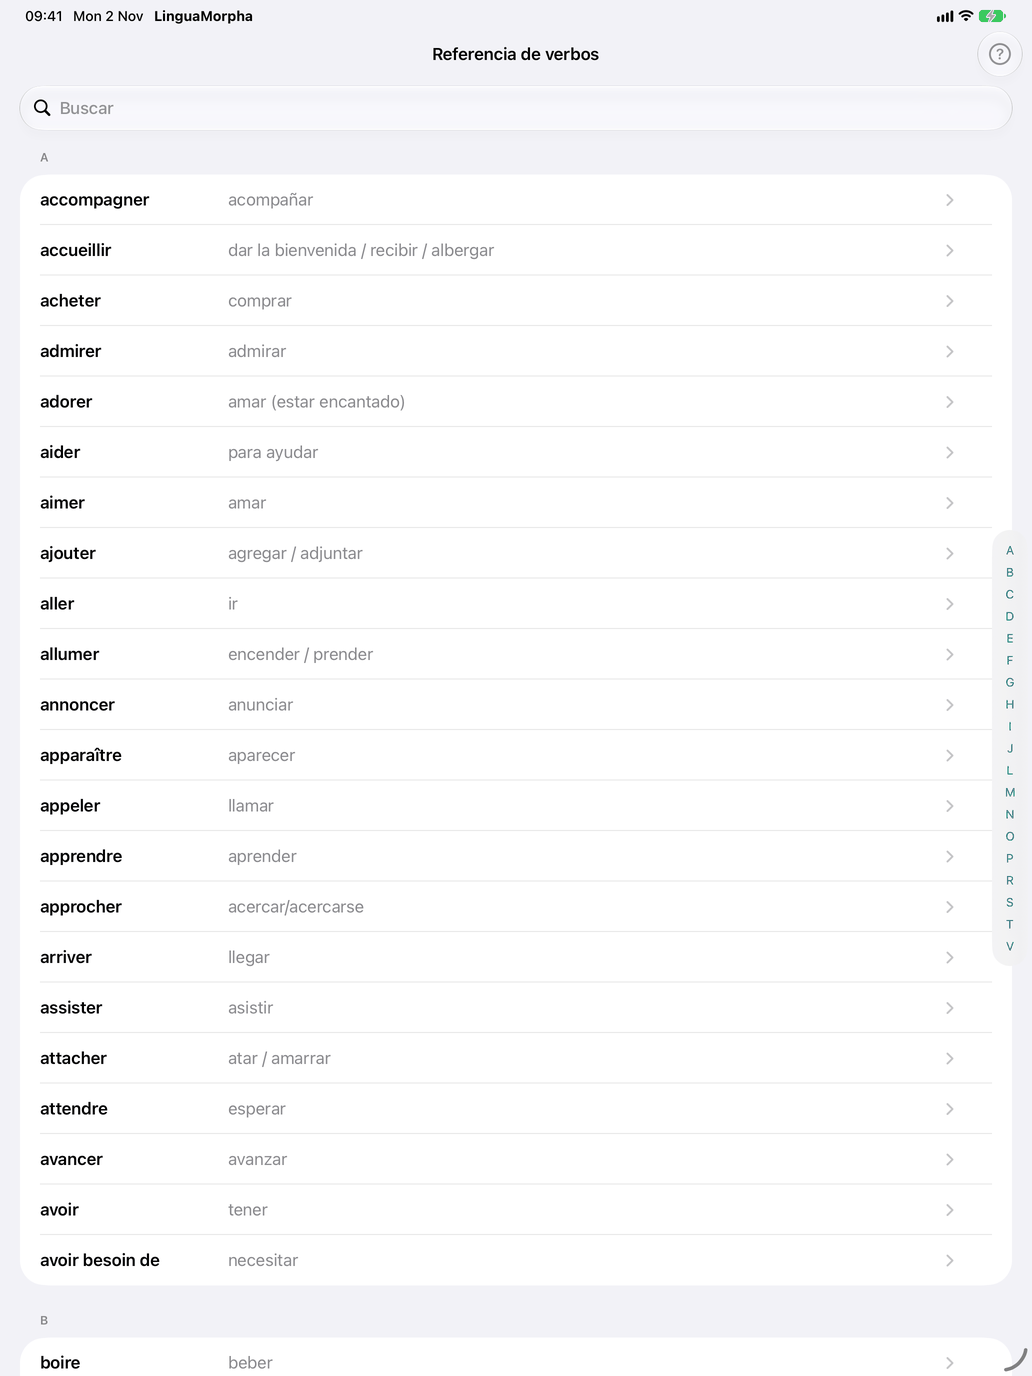 09:41 Mon 2 Nov LinguaMorpha
Referencia de verbos
?
Buscar
A
accompagner acompañar
accueillir dar la bienvenida / recibir / albergar
acheter comprar
admirer admirar
adorer amar (estar encantado)
aider para ayudar
aimer amar
ajouter agregar / adjuntar
aller ir
allumer encender / prender
annoncer anunciar
apparaître aparecer
appeler llamar
apprendre aprender
approcher acercar/acercarse
arriver llegar
assister asistir
attacher atar / amarrar
attendre esperar
avancer avanzar
avoir tener
avoir besoin de necesitar
B
boire beber
A
B
C
D
E
F
G
H
I
J
L
M
N
O
P
R
S
T
V